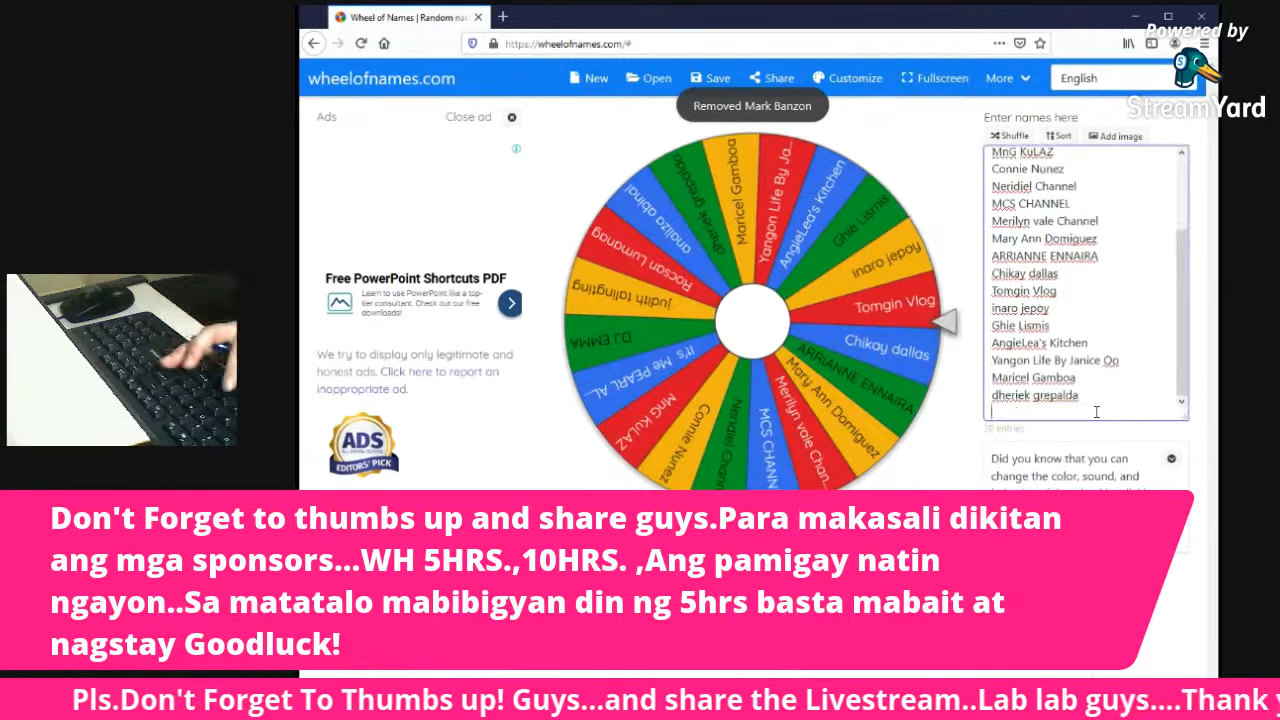 Wheel of Names | Random na
https://wheelofnames.com/#
Powered by
StreamYard
wheelofnames.com
New
Open
Save
Share
Customize
Fullscreen
More
English
Removed Mark Banzon
Ads
Close ad
Enter names here
Shuffle
Sort
Add image
MnG KuLAZ
Connie Nunez
Neridiel Channel
MCS CHANNEL
Merilyn vale Channel
Mary Ann Domiguez
ARRIANNE ENNAIRA
Chikay dallas
Tomgin Vlog
inaro jepoy
Ghie Lismis
AngieLea's Kitchen
Yangon Life By Janice Oo
Maricel Gamboa
dheriek grepalda
20 entries
Did you know that you can
change the color, sound, and
Yangon Life By Ja...
AngieLea's Kitchen
Ghie Lismis
inaro jepoy
Tomgin Vlog
Chikay dallas
ARRIANNE ENNAIRA
Mary Ann Domiguez
Merilyn vale Chan...
MCS CHANN
Neridiel Chann
Connie Nunez
MnG KuLAZ
It's Me PEARL AL...
DJ EMMA
judith tolingting
Rocsan Lumanag
analiza abinal
dheriek grepalda
Maricel Gamboa
Free PowerPoint Shortcuts PDF
Learn to use PowerPoint like a top-
tier consultant. Check out our free
downloads!
We try to display only legitimate and
honest ads. Click here to report an
inappropriate ad.
ADS
EDITORS' PICK
Don't Forget to thumbs up and share guys.Para makasali dikitan
ang mga sponsors...WH 5HRS.,10HRS. ,Ang pamigay natin
ngayon..Sa matatalo mabibigyan din ng 5hrs basta mabait at
nagstay Goodluck!
Pls.Don't Forget To Thumbs up! Guys...and share the Livestream..Lab lab guys....Thank y